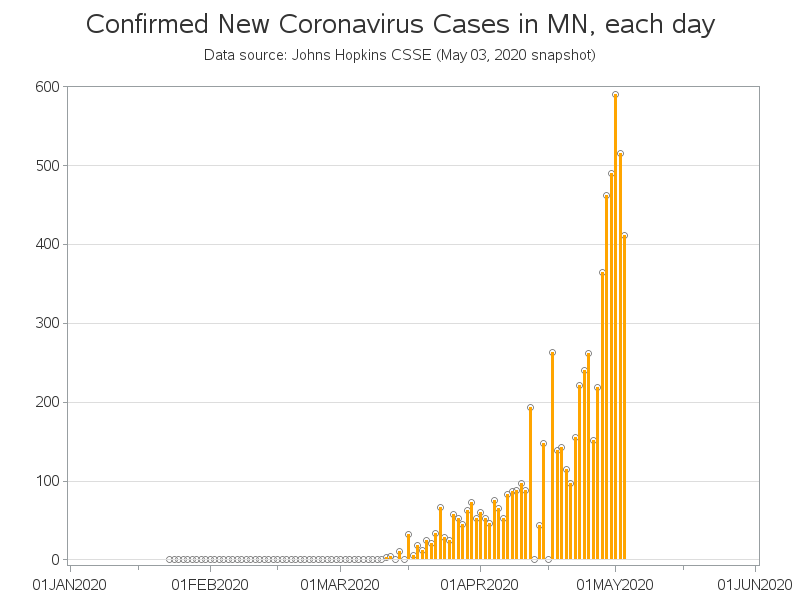 Confirmed New Coronavirus Cases in MN, each day
Data source: Johns Hopkins CSSE (May 03, 2020 snapshot)
600
500
400
300
200
100
0
01JAN2020 01FEB2020 01MAR2020 01APR2020 01MAY2020 01JUN2020